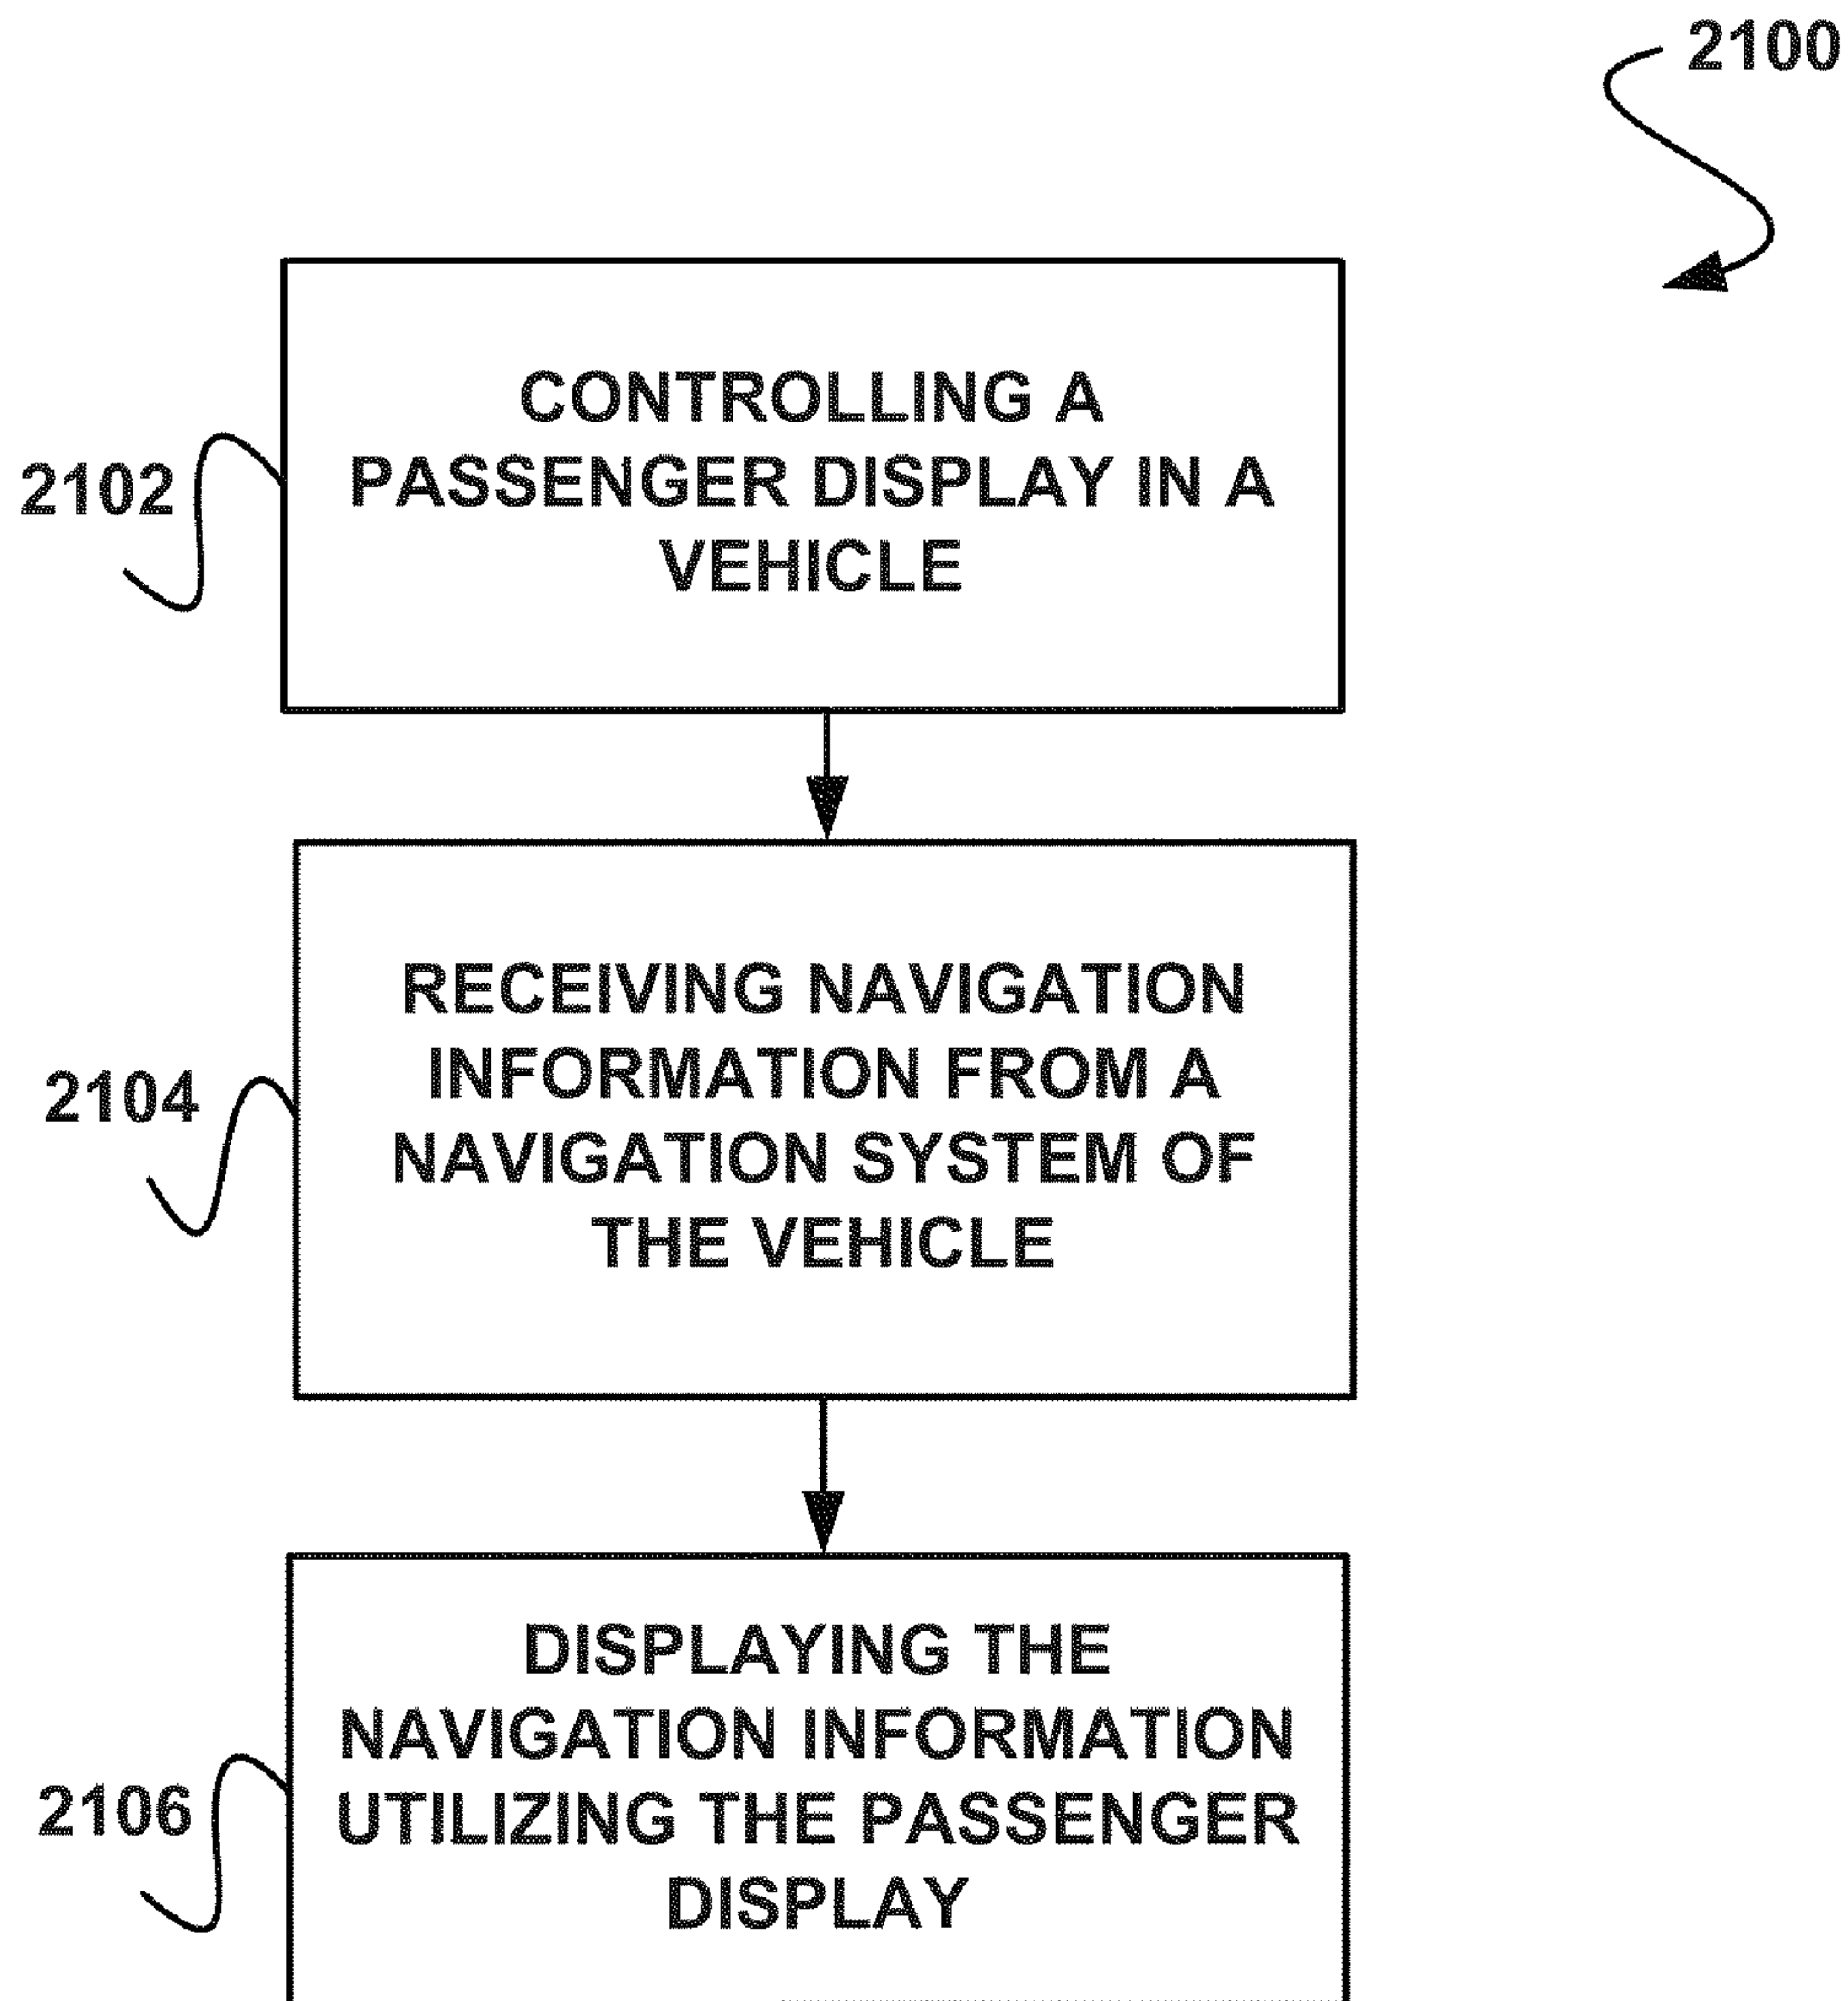 2100
CONTROLLING A
PASSENGER DISPLAY IN A
VEHICLE
2102
RECEIVING NAVIGATION
INFORMATION FROM A
NAVIGATION SYSTEM OF
THE VEHICLE
2104
DISPLAYING THE
NAVIGATION INFORMATION
UTILIZING THE PASSENGER
DISPLAY
2106